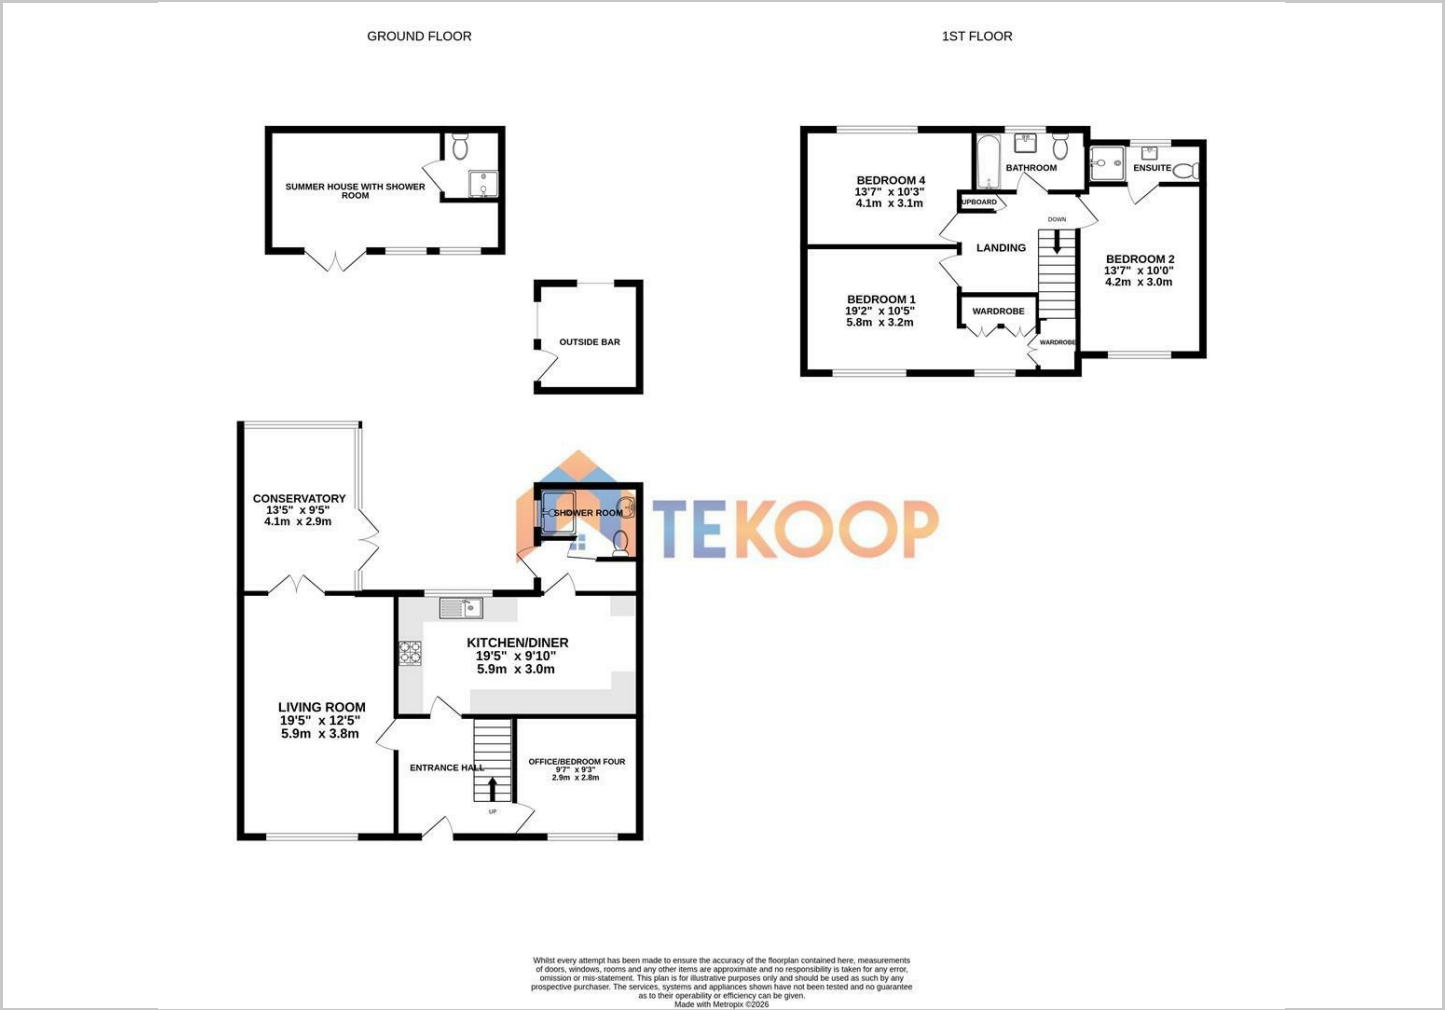 GROUND FLOOR
1ST FLOOR
SUMMER HOUSE WITH SHOWER
ROOM
OUTSIDE BAR
CONSERVATORY
13'5" x 9'5"
4.1m x 2.9m
SHOWER ROOM
KITCHEN/DINER
19'5" x 9'10"
5.9m x 3.0m
LIVING ROOM
19'5" x 12'5"
5.9m x 3.8m
ENTRANCE HALL
UP
OFFICE/BEDROOM FOUR
9'7" x 9'3"
2.9m x 2.8m
BEDROOM 4
13'7" x 10'3"
4.1m x 3.1m
BATHROOM
ENSUITE
UPBOARD
DOWN
LANDING
BEDROOM 2
13'7" x 10'0"
4.2m x 3.0m
BEDROOM 1
19'2" x 10'5"
5.8m x 3.2m
WARDROBE
WARDROBE
TEKOOP
Whilst every attempt has been made to ensure the accuracy of the floorplan contained here, measurements
of doors, windows, rooms and any other items are approximate and no responsibility is taken for any error,
omission or mis-statement. This plan is for illustrative purposes only and should be used as such by any
prospective purchaser. The services, systems and appliances shown have not been tested and no guarantee
as to their operability or efficiency can be given.
Made with Metropix ©2026